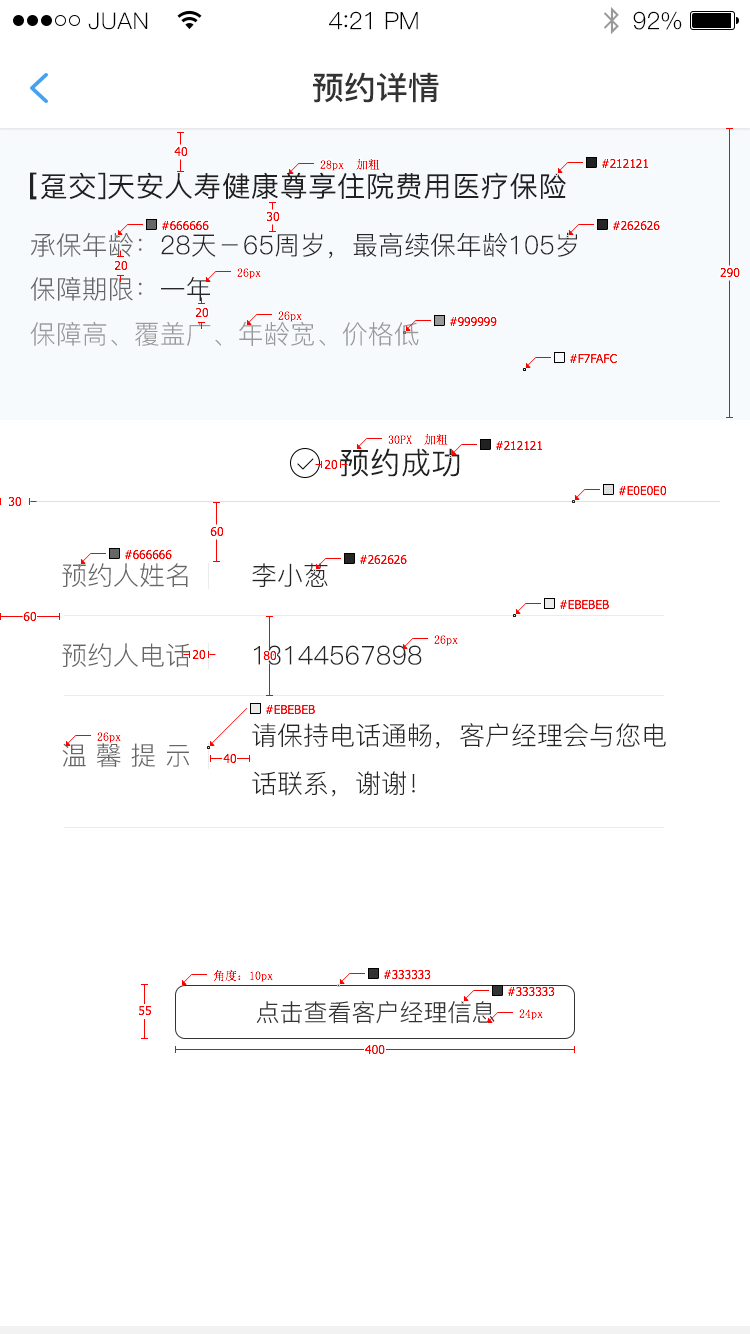 JUAN 4:21 PM 92%
预约详情
40
28px 加粗 #212121
[趸交]天安人寿健康尊享住院费用医疗保险
30
#666666 #262626
承保年龄：28天－65周岁，最高续保年龄105岁
20 26px 290
保障期限：一年
20 26px #999999
保障高、覆盖广、年龄宽、价格低
#F7FAFC
30PX 加粗 #212121
20 预约成功
30 #E0E0E0
60
#666666 #262626
预约人姓名 李小葱
60 #EBEBEB
26px
预约人电话 20 13144567898
80
#EBEBEB
26px
温馨提示 请保持电话通畅，客户经理会与您电
40
话联系，谢谢！
角度：10px #333333
#333333
55 点击查看客户经理信息 24px
400